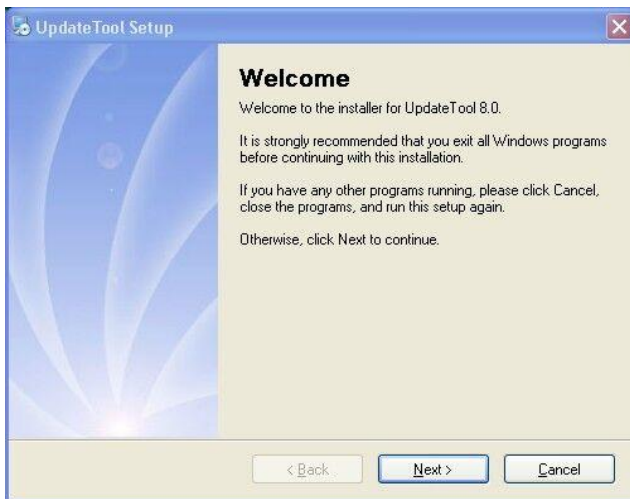 UpdateTool Setup
Welcome
Welcome to the installer for UpdateTool 8.0.
It is strongly recommended that you exit all Windows programs
before continuing with this installation.
If you have any other programs running, please click Cancel,
close the programs, and run this setup again.
Otherwise, click Next to continue.
< Back Next > Cancel